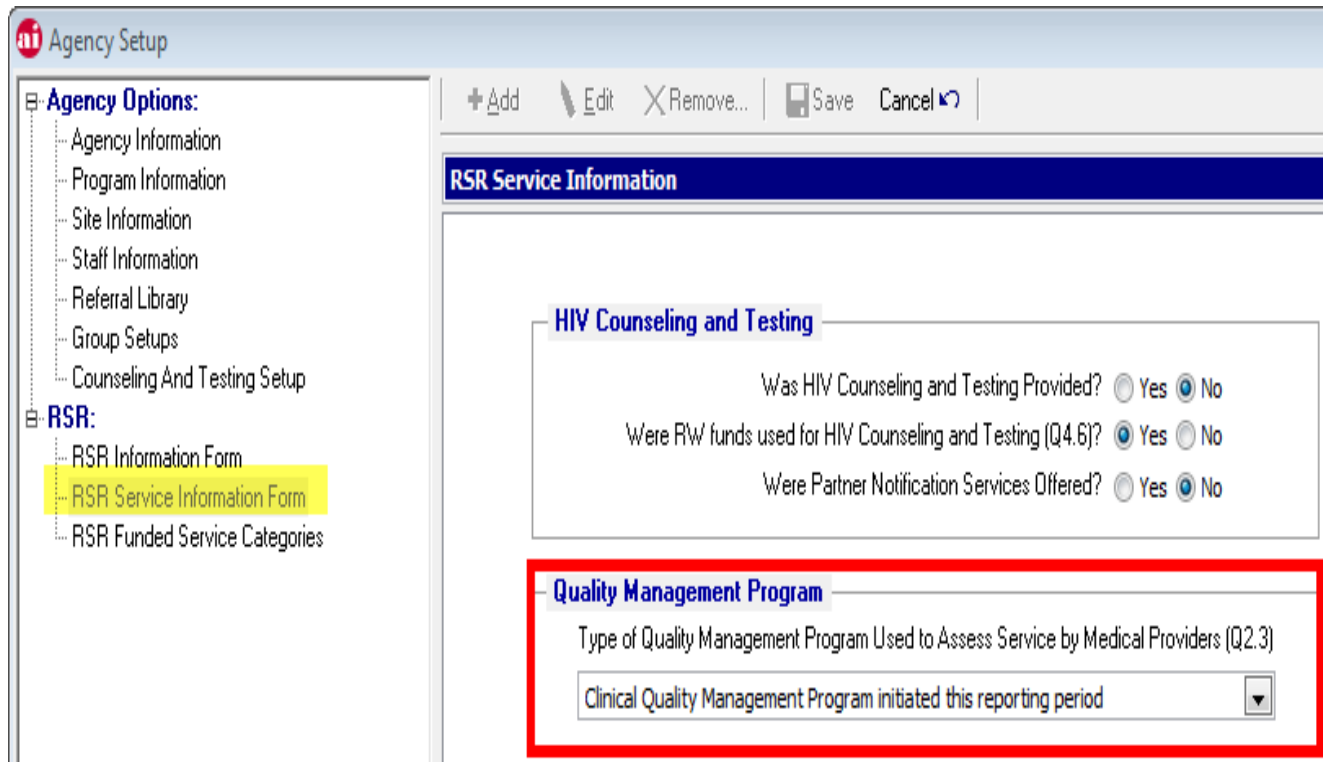 ai Agency Setup
Agency Options:
Agency Information
Program Information
Site Information
Staff Information
Referral Library
Group Setups
Counseling And Testing Setup
RSR:
RSR Information Form
RSR Service Information Form
RSR Funded Service Categories
+Add Edit Remove... Save Cancel
RSR Service Information
HIV Counseling and Testing
Was HIV Counseling and Testing Provided? Yes No
Were RW funds used for HIV Counseling and Testing (Q4.6)? Yes No
Were Partner Notification Services Offered? Yes No
Quality Management Program
Type of Quality Management Program Used to Assess Service by Medical Providers (Q2.3)
Clinical Quality Management Program initiated this reporting period